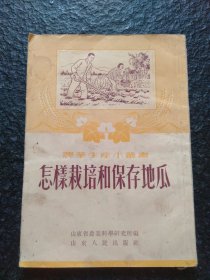 農業生産小叢書
怎樣栽培和保存地瓜
山東省農業科學研究所編
山東人民出版社